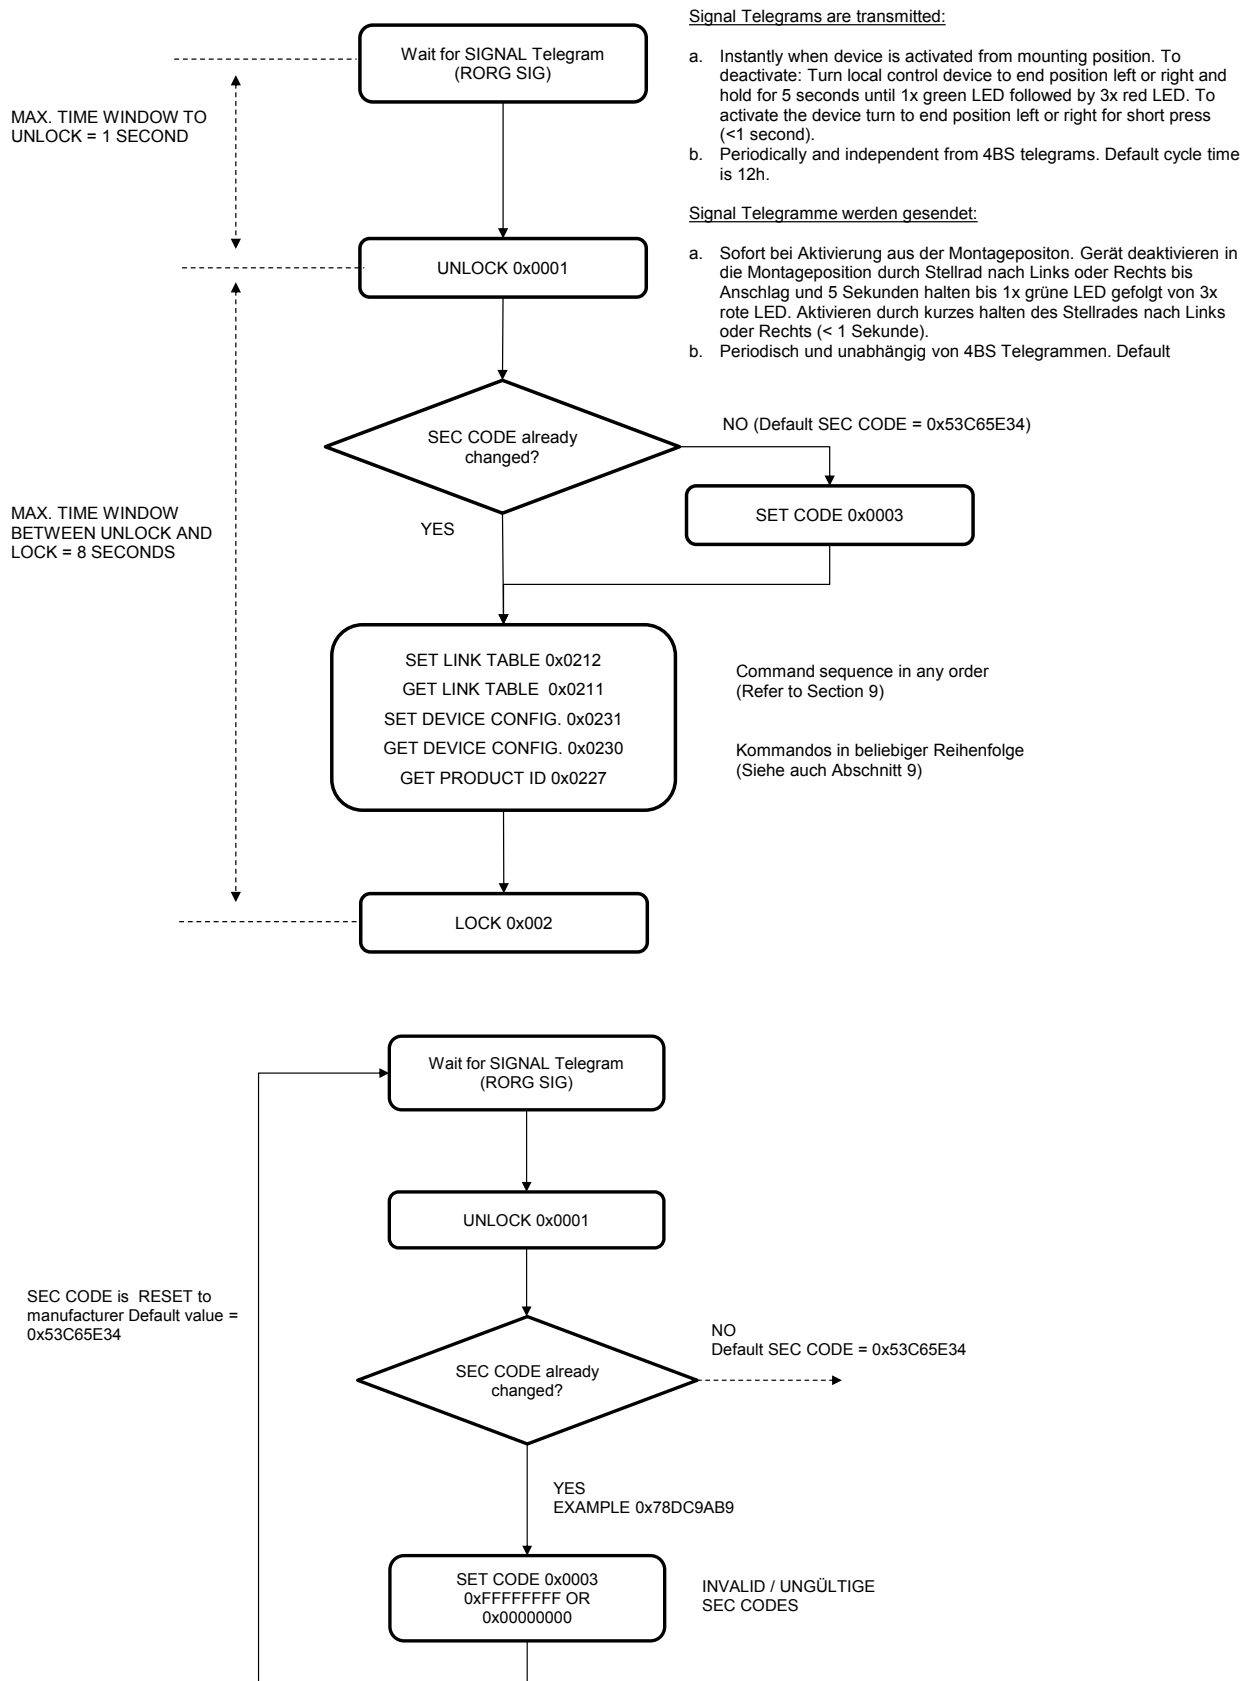 Signal Telegrams are transmitted:
a. Instantly when device is activated from mounting position. To
deactivate: Turn local control device to end position left or right and
hold for 5 seconds until 1x green LED followed by 3x red LED. To
activate the device turn to end position left or right for short press
(<1 second).
b. Periodically and independent from 4BS telegrams. Default cycle time
is 12h.
Signal Telegramme werden gesendet:
a. Sofort bei Aktivierung aus der Montagepositon. Gerät deaktivieren in
die Montageposition durch Stellrad nach Links oder Rechts bis
Anschlag und 5 Sekunden halten bis 1x grüne LED gefolgt von 3x
rote LED. Aktivieren durch kurzes halten des Stellrades nach Links
oder Rechts (< 1 Sekunde).
b. Periodisch und unabhängig von 4BS Telegrammen. Default
Wait for SIGNAL Telegram
(RORG SIG)
MAX. TIME WINDOW TO
UNLOCK = 1 SECOND
UNLOCK 0x0001
SEC CODE already
changed?
NO (Default SEC CODE = 0x53C65E34)
SET CODE 0x0003
YES
MAX. TIME WINDOW
BETWEEN UNLOCK AND
LOCK = 8 SECONDS
SET LINK TABLE 0x0212
GET LINK TABLE 0x0211
SET DEVICE CONFIG. 0x0231
GET DEVICE CONFIG. 0x0230
GET PRODUCT ID 0x0227
Command sequence in any order
(Refer to Section 9)
Kommandos in beliebiger Reihenfolge
(Siehe auch Abschnitt 9)
LOCK 0x002
Wait for SIGNAL Telegram
(RORG SIG)
UNLOCK 0x0001
SEC CODE is RESET to
manufacturer Default value =
0x53C65E34
SEC CODE already
changed?
NO
Default SEC CODE = 0x53C65E34
YES
EXAMPLE 0x78DC9AB9
SET CODE 0x0003
0xFFFFFFFF OR
0x00000000
INVALID / UNGÜLTIGE
SEC CODES